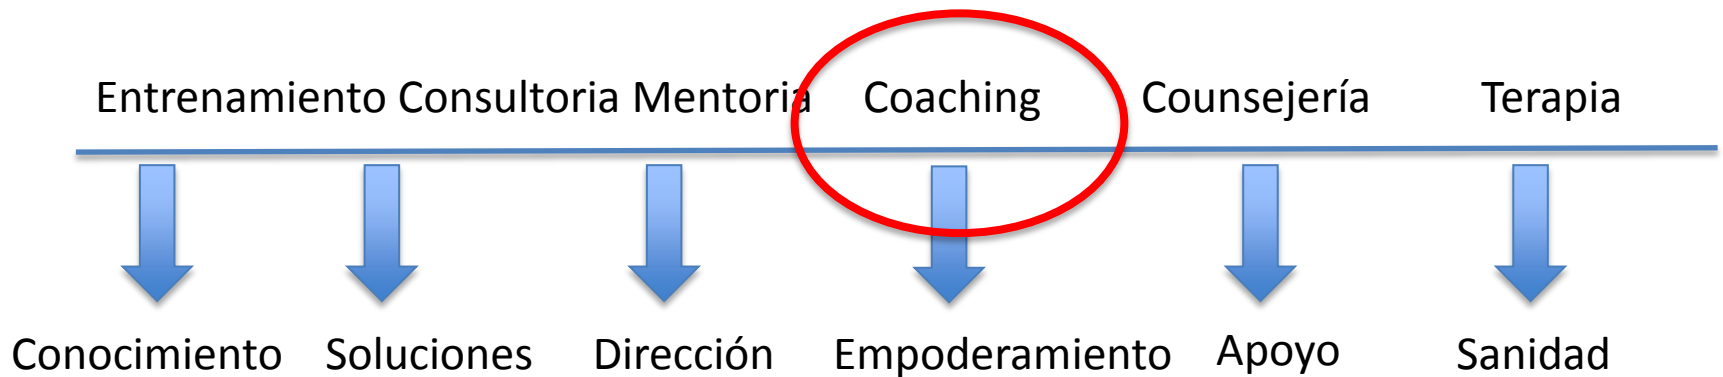 Entrenamiento Consultoria Mentoria Coaching Counsejería Terapia
Conocimiento Soluciones Dirección Empoderamiento Apoyo Sanidad